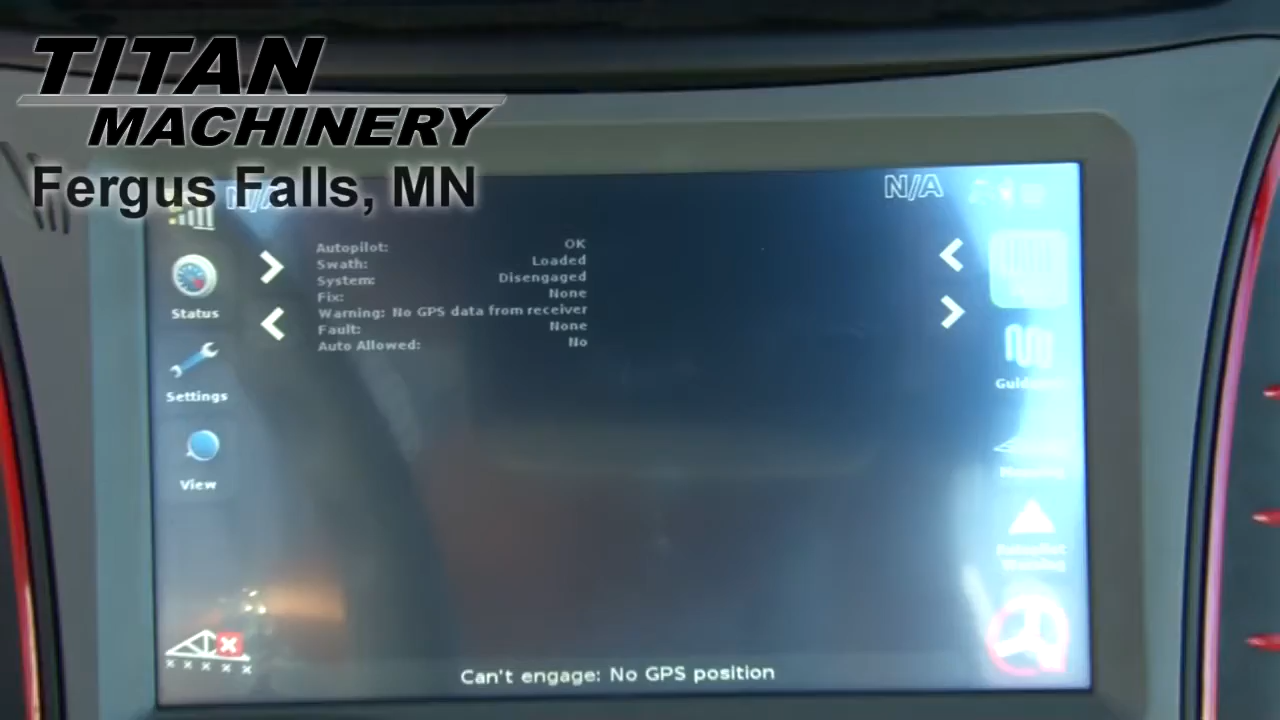 TITAN
MACHINERY
Fergus Falls, MN
N/A
N/A
Autopilot: OK
Swath: Loaded
System: Disengaged
Fix: None
Warning: No GPS data from receiver
Fault: None
Auto Allowed: No
Status
Settings
View
Can't engage: No GPS position